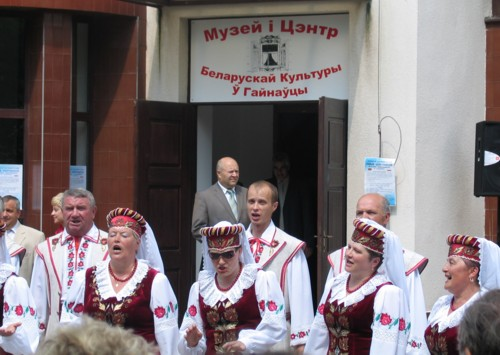 Музей і Цэнтр
Беларускай Культуры
Ў Гайнаўцы